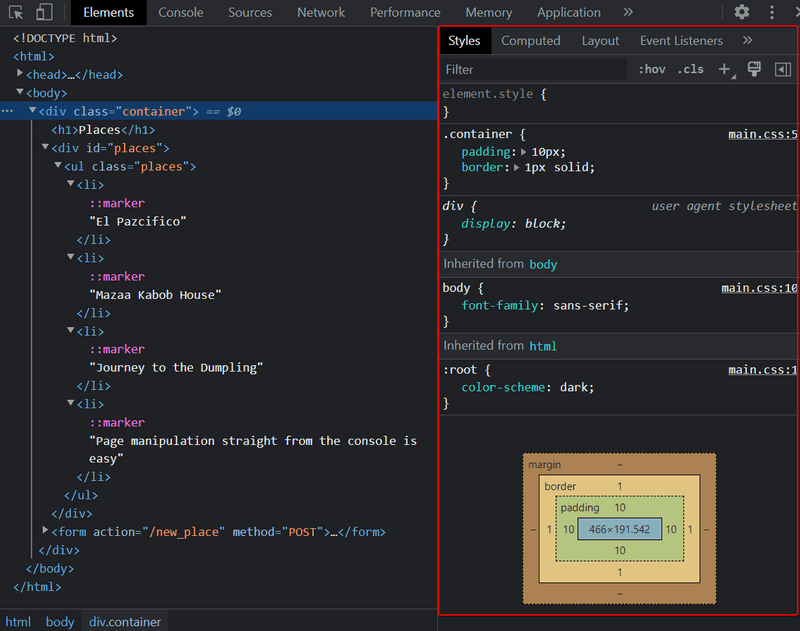 Elements Console Sources Network Performance Memory Application »
<!DOCTYPE html>
<html>
<head>…</head>
<body>
… <div class="container"> == $0
<h1>Places</h1>
<div id="places">
<ul class="places">
<li>
::marker
"El Pazcifico"
</li>
<li>
::marker
"Mazaa Kabob House"
</li>
<li>
::marker
"Journey to the Dumpling"
</li>
<li>
::marker
"Page manipulation straight from the console is
easy"
</li>
</ul>
</div>
<form action="/new_place" method="POST">…</form>
</div>
</body>
</html>
html body div.container
Styles Computed Layout Event Listeners »
Filter :hov .cls +
element.style {
}
.container { main.css:5
padding: 10px;
border: 1px solid;
}
div { user agent stylesheet
display: block;
}
Inherited from body
body { main.css:10
font-family: sans-serif;
}
Inherited from html
:root { main.css:1
color-scheme: dark;
}
margin –
border 1
padding 10
– 1 10 466×191.542 10 1 –
10
1
–